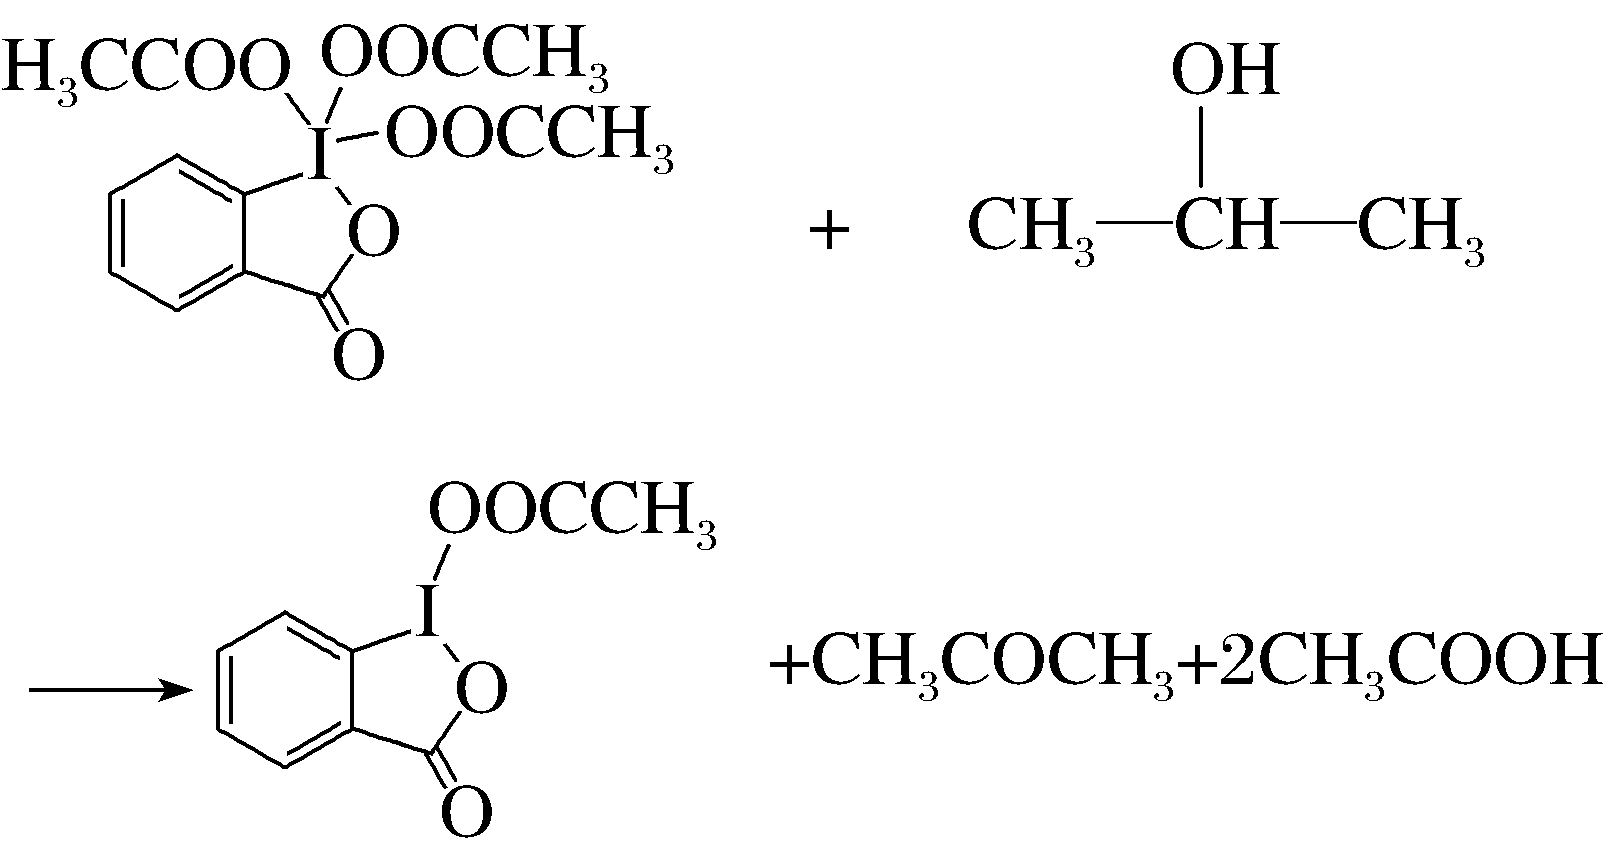 H₃CCOO OOCCH₃
I OOCCH₃
O
O
+
OH
CH₃—CH—CH₃
OOCCH₃
I
O
O
+CH₃COCH₃+2CH₃COOH